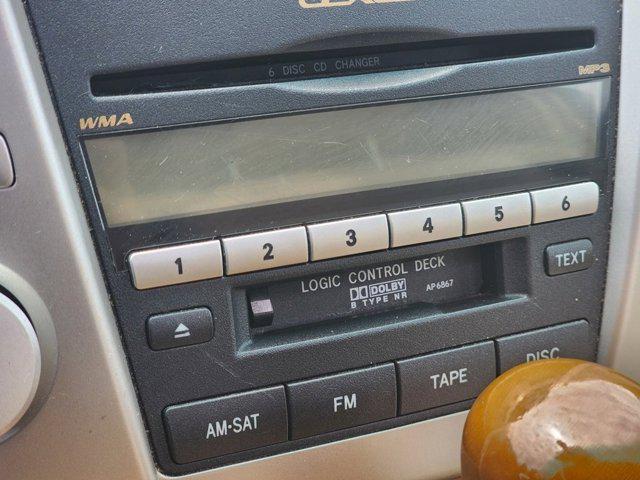 6 DISC CD CHANGER
WMA
MP3
1 2 3 4 5 6
LOGIC CONTROL DECK
DOLBY
B TYPE NR
AP6867
TEXT
AM·SAT
FM
TAPE
DISC